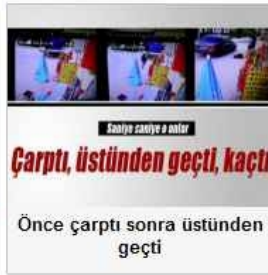 Saniye saniye o anlar
Çarptı, üstünden geçti, kaçtı
Önce çarptı sonra üstünden
geçti